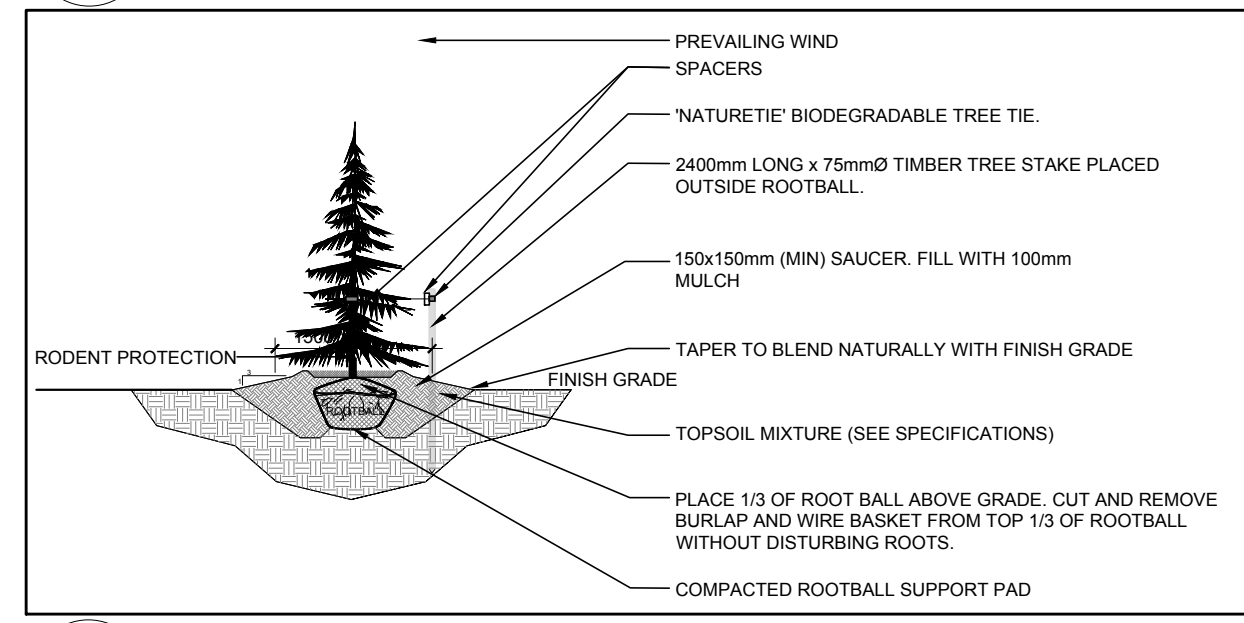 PREVAILING WIND
SPACERS
'NATURETIE' BIODEGRADABLE TREE TIE.
2400mm LONG x 75mmØ TIMBER TREE STAKE PLACED
OUTSIDE ROOTBALL.
150x150mm (MIN) SAUCER. FILL WITH 100mm
MULCH
RODENT PROTECTION
TAPER TO BLEND NATURALLY WITH FINISH GRADE
3
1
FINISH GRADE
ROOTBALL
TOPSOIL MIXTURE (SEE SPECIFICATIONS)
PLACE 1/3 OF ROOT BALL ABOVE GRADE. CUT AND REMOVE
BURLAP AND WIRE BASKET FROM TOP 1/3 OF ROOTBALL
WITHOUT DISTURBING ROOTS.
COMPACTED ROOTBALL SUPPORT PAD